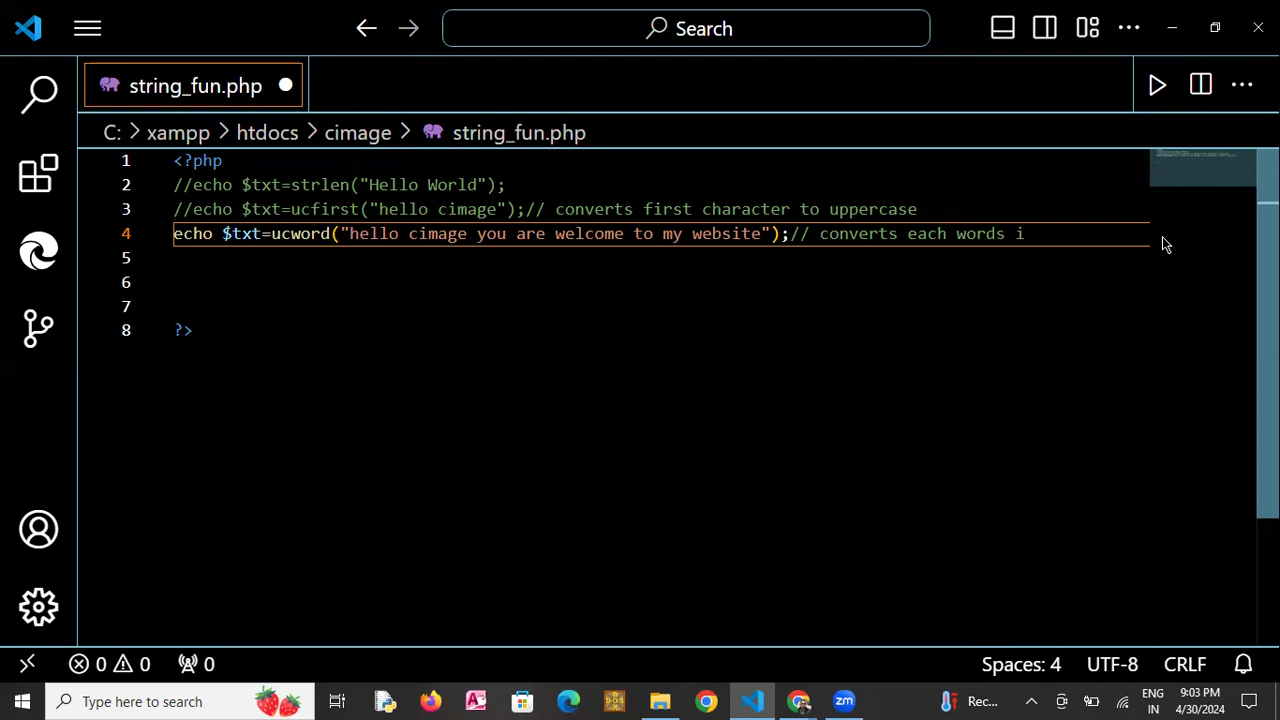 Search
string_fun.php
C: > xampp > htdocs > cimage > string_fun.php
1 <?php
2 //echo $txt=strlen("Hello World");
3 //echo $txt=ucfirst("hello cimage");// converts first character to uppercase
4 echo $txt=ucword("hello cimage you are welcome to my website");// converts each words i
5
6
7
8 ?>
0 0 0
Spaces: 4 UTF-8 CRLF
Type here to search
DOS
zm
Rec...
ENG
IN
9:03 PM
4/30/2024